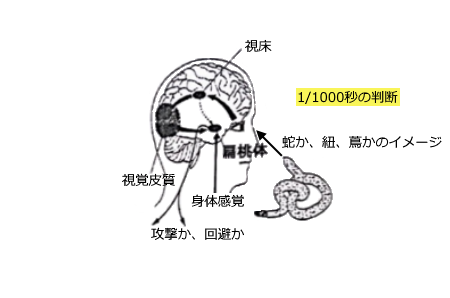 視床
1/1000秒の判断
蛇か、紐、蔦かのイメージ
扁桃体
視覚皮質
身体感覚
攻撃か、回避か